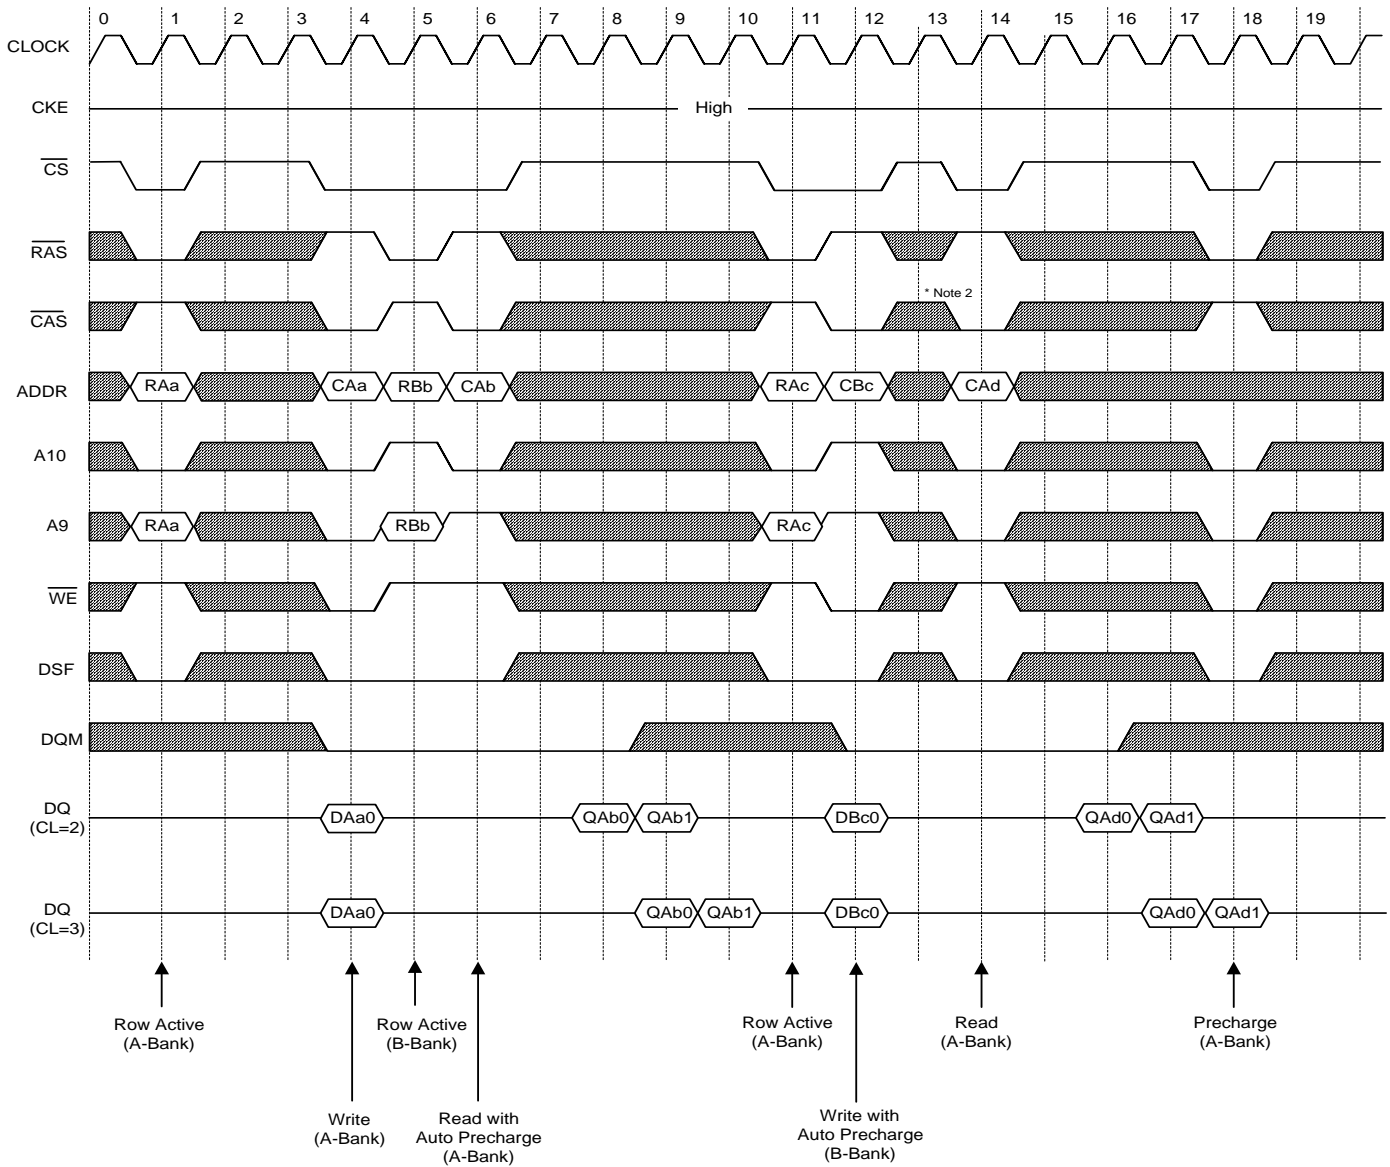 0 1 2 3 4 5 6 7 8 9 10 11 12 13 14 15 16 17 18 19
CLOCK
CKE High
CS
RAS
* Note 2
CAS
ADDR RAa CAa RBb CAb RAc CBc CAd
A10
A9 RAa RBb RAc
WE
DSF
DQM
DQ
(CL=2) DAa0 QAb0 QAb1 DBc0 QAd0 QAd1
DQ
(CL=3) DAa0 QAb0 QAb1 DBc0 QAd0 QAd1
Row Active
(A-Bank)
Row Active
(B-Bank)
Row Active
(A-Bank)
Read
(A-Bank)
Precharge
(A-Bank)
Write
(A-Bank)
Read with
Auto Precharge
(A-Bank)
Write with
Auto Precharge
(B-Bank)